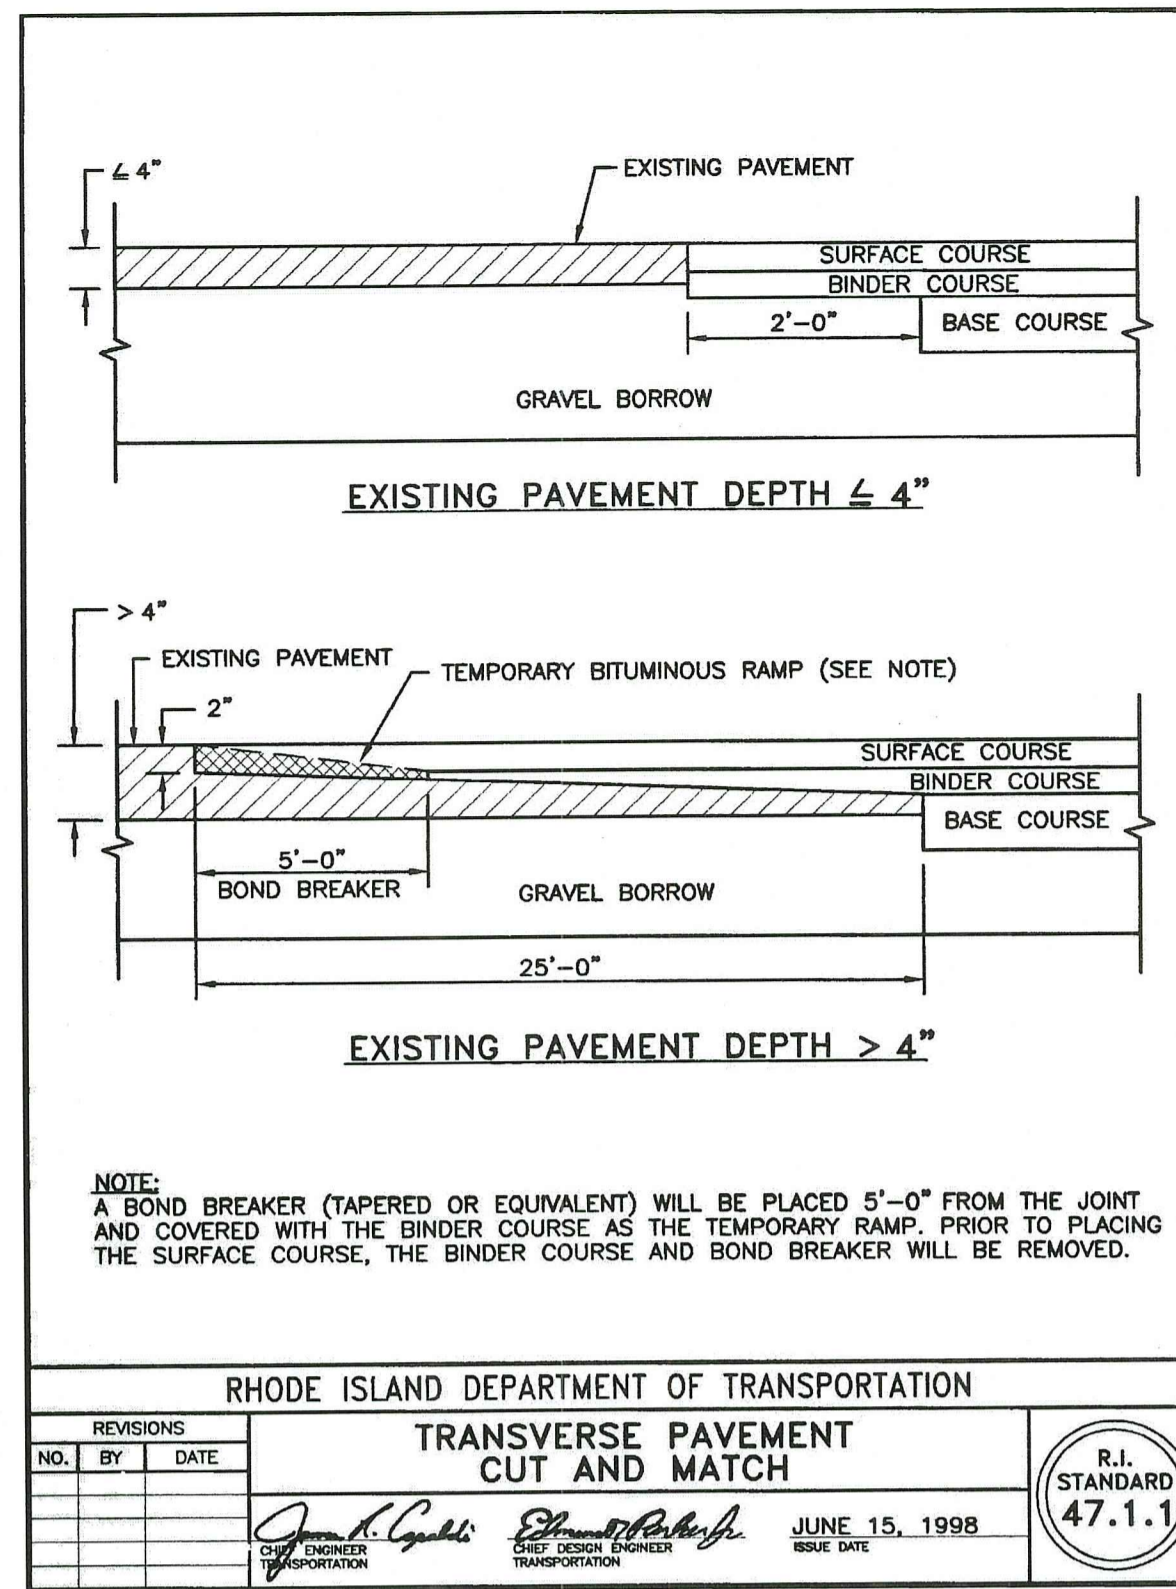 ≤ 4"
EXISTING PAVEMENT
SURFACE COURSE
BINDER COURSE
2'-0"
BASE COURSE
GRAVEL BORROW
EXISTING PAVEMENT DEPTH ≤ 4"
> 4"
EXISTING PAVEMENT
TEMPORARY BITUMINOUS RAMP (SEE NOTE)
2"
SURFACE COURSE
BINDER COURSE
BASE COURSE
5'-0"
BOND BREAKER
GRAVEL BORROW
25'-0"
EXISTING PAVEMENT DEPTH > 4"
NOTE:
A BOND BREAKER (TAPERED OR EQUIVALENT) WILL BE PLACED 5'-0" FROM THE JOINT
AND COVERED WITH THE BINDER COURSE AS THE TEMPORARY RAMP. PRIOR TO PLACING
THE SURFACE COURSE, THE BINDER COURSE AND BOND BREAKER WILL BE REMOVED.
RHODE ISLAND DEPARTMENT OF TRANSPORTATION
REVISIONS
NO. BY DATE
TRANSVERSE PAVEMENT
CUT AND MATCH
R.I.
STANDARD
47.1.1
James R. Capaldi
CHIEF ENGINEER
TRANSPORTATION
Edmund T. Parker Jr.
CHIEF DESIGN ENGINEER
TRANSPORTATION
JUNE 15, 1998
ISSUE DATE